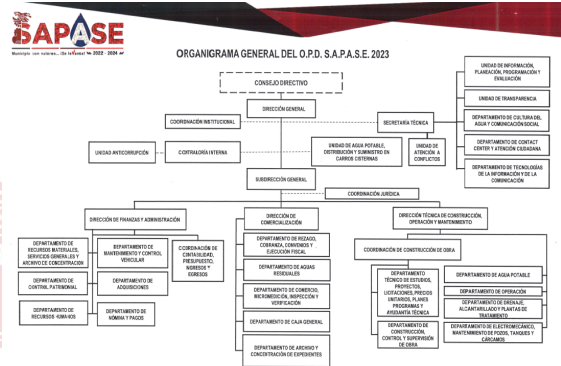 SAPASE
Municipio con valores... ¡Se le nota! 2022 - 2024
ORGANIGRAMA GENERAL DEL O.P.D. S.A.P.A.S.E. 2023
CONSEJO DIRECTIVO
DIRECCIÓN GENERAL
COORDINACIÓN INSTITUCIONAL
SECRETARÍA TÉCNICA
UNIDAD DE INFORMACIÓN,
PLANEACIÓN, PROGRAMACIÓN Y
EVALUACIÓN
UNIDAD DE TRANSPARENCIA
DEPARTAMENTO DE CULTURA DEL
AGUA Y COMUNICACIÓN SOCIAL
DEPARTAMENTO DE CONTACT
CENTER Y ATENCIÓN CIUDADANA
DEPARTAMENTO DE TECNOLOGÍAS
DE LA INFORMACIÓN Y DE LA
COMUNICACIÓN
UNIDAD ANTICORRUPCIÓN
CONTRALORÍA INTERNA
UNIDAD DE AGUA POTABLE,
DISTRIBUCIÓN Y SUMINISTRO EN
CARROS CISTERNAS
UNIDAD DE
ATENCIÓN A
CONFLICTOS
SUBDIRECCIÓN GENERAL
COORDINACIÓN JURÍDICA
DIRECCIÓN DE FINANZAS Y ADMINISTRACIÓN
DEPARTAMENTO DE
RECURSOS MATERIALES,
SERVICIOS GENERALES Y
ARCHIVO DE CONCENTRACIÓN
DEPARTAMENTO DE
MANTENIMIENTO Y CONTROL
VEHICULAR
COORDINACIÓN DE
CONTABILIDAD,
PRESUPUESTO,
INGRESOS Y
EGRESOS
DEPARTAMENTO DE
CONTROL PATRIMONIAL
DEPARTAMENTO DE
ADQUISICIONES
DEPARTAMENTO DE
RECURSOS HUMANOS
DEPARTAMENTO DE
NÓMINA Y PAGOS
DIRECCIÓN DE
COMERCIALIZACIÓN
DEPARTAMENTO DE REZAGO,
COBRANZA, CONVENIOS Y
EJECUCIÓN FISCAL
DEPARTAMENTO DE AGUAS
RESIDUALES
DEPARTAMENTO DE COMERCIO,
MICROMEDICIÓN, INSPECCIÓN Y
VERIFICACIÓN
DEPARTAMENTO DE CAJA GENERAL
DEPARTAMENTO DE ARCHIVO Y
CONCENTRACIÓN DE EXPEDIENTES
DIRECCIÓN TÉCNICA DE CONSTRUCCIÓN,
OPERACIÓN Y MANTENIMIENTO
COORDINACIÓN DE CONSTRUCCIÓN DE OBRA
DEPARTAMENTO
TÉCNICO DE ESTUDIOS,
PROYECTOS,
LICITACIONES, PRECIOS
UNITARIOS, PLANES
PROGRAMAS Y
AYUDANTÍA TÉCNICA
DEPARTAMENTO DE
CONSTRUCCIÓN,
CONTROL Y SUPERVISIÓN
DE OBRA
DEPARTAMENTO DE AGUA POTABLE
DEPARTAMENTO DE OPERACIÓN
DEPARTAMENTO DE DRENAJE,
ALCANTARILLADO Y PLANTAS DE
TRATAMIENTO
DEPARTAMENTO DE ELECTROMECÁNICO,
MANTENIMIENTO DE POZOS, TANQUES Y
CÁRCAMOS